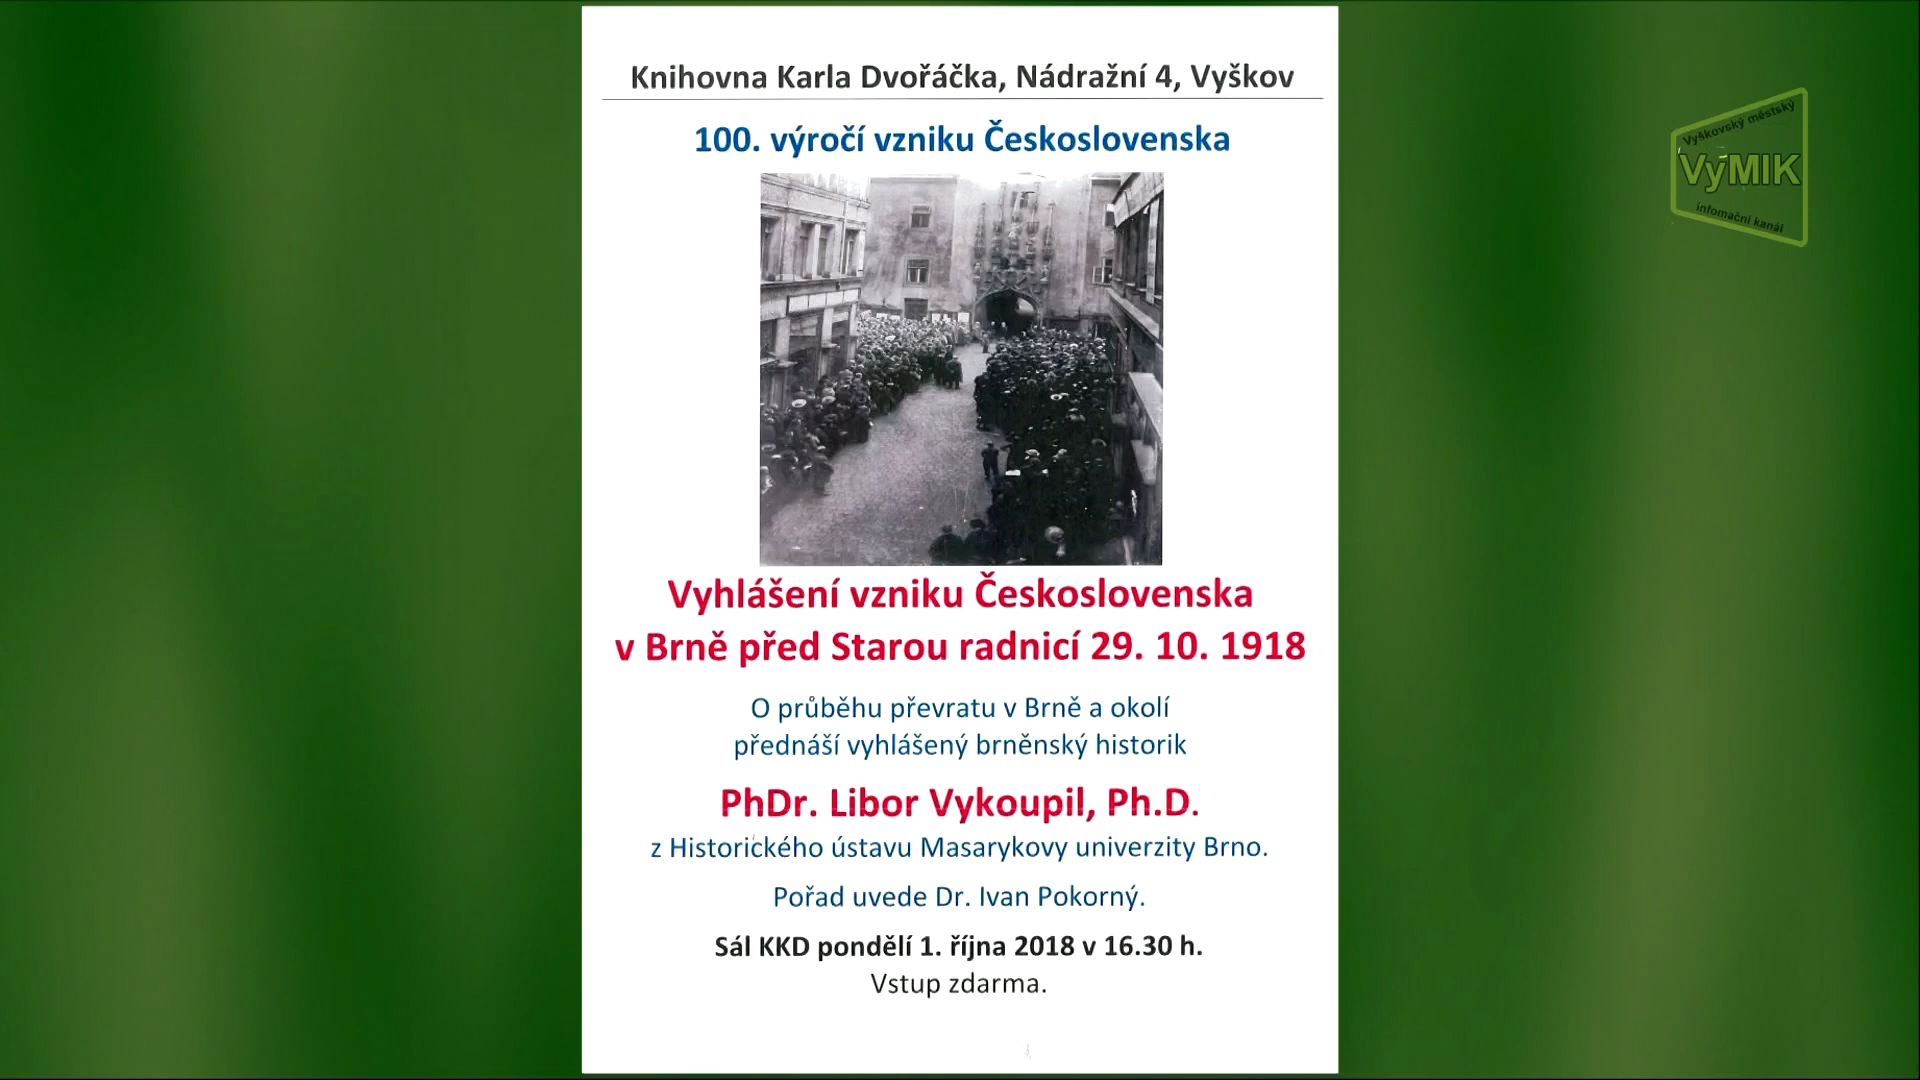 Knihovna Karla Dvořáčka, Nádražní 4, Vyškov
100. výročí vzniku Československa
Vyškovský městský
VyMIK
infomační kanál
Vyhlášení vzniku Československa
v Brně před Starou radnicí 29. 10. 1918
O průběhu převratu v Brně a okolí
přednáší vyhlášený brněnský historik
PhDr. Libor Vykoupil, Ph.D.
z Historického ústavu Masarykovy univerzity Brno.
Pořad uvede Dr. Ivan Pokorný.
Sál KKD pondělí 1. října 2018 v 16.30 h.
Vstup zdarma.